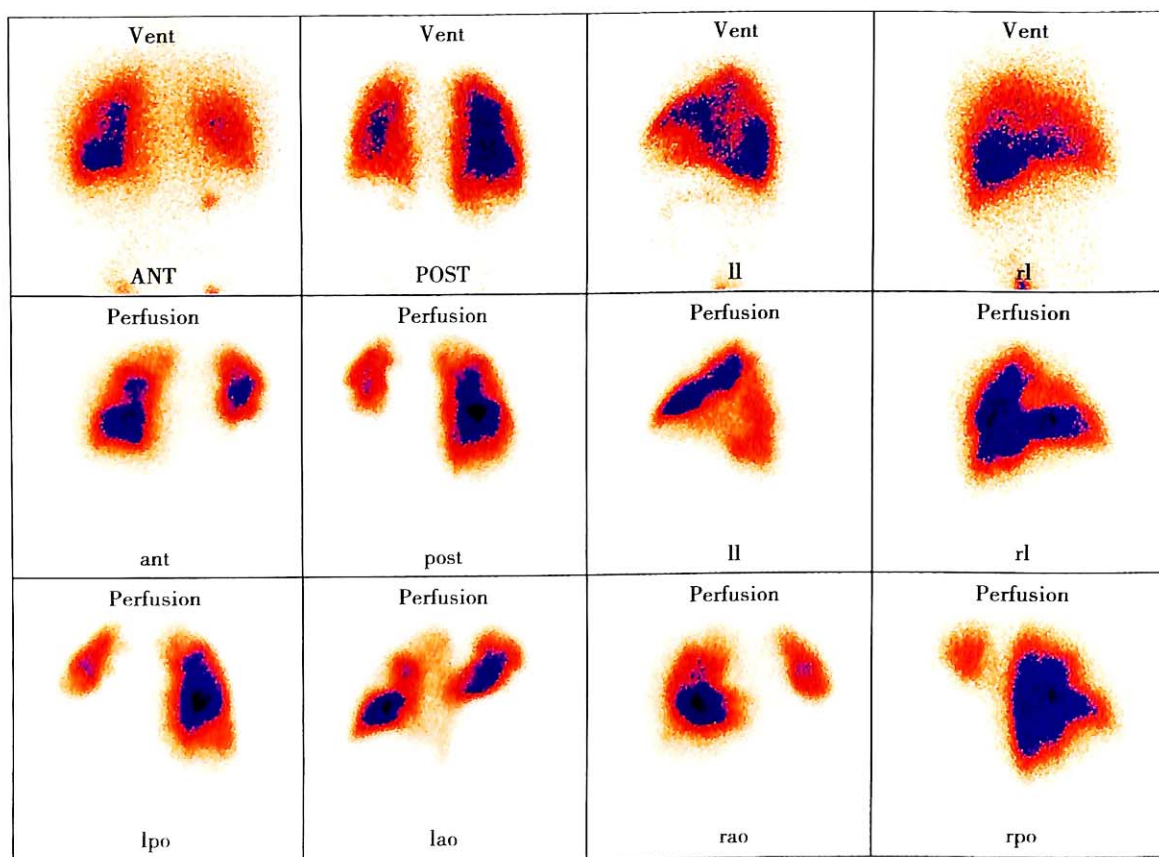 Vent
Vent
Vent
Vent
ANT
POST
ll
rl
Perfusion
Perfusion
Perfusion
Perfusion
ant
post
ll
rl
Perfusion
Perfusion
Perfusion
Perfusion
lpo
lao
rao
rpo